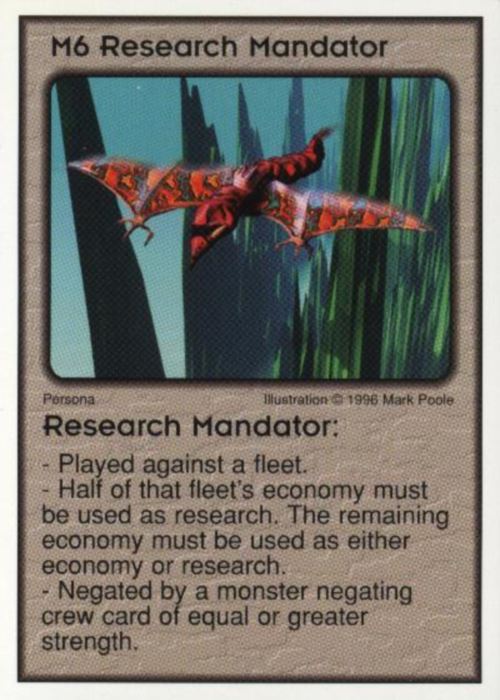 M6 Research Mandator
Persona
Illustration © 1996 Mark Poole
Research Mandator:
- Played against a fleet.
- Half of that fleet's economy must
be used as research. The remaining
economy must be used as either
economy or research.
- Negated by a monster negating
crew card of equal or greater
strength.